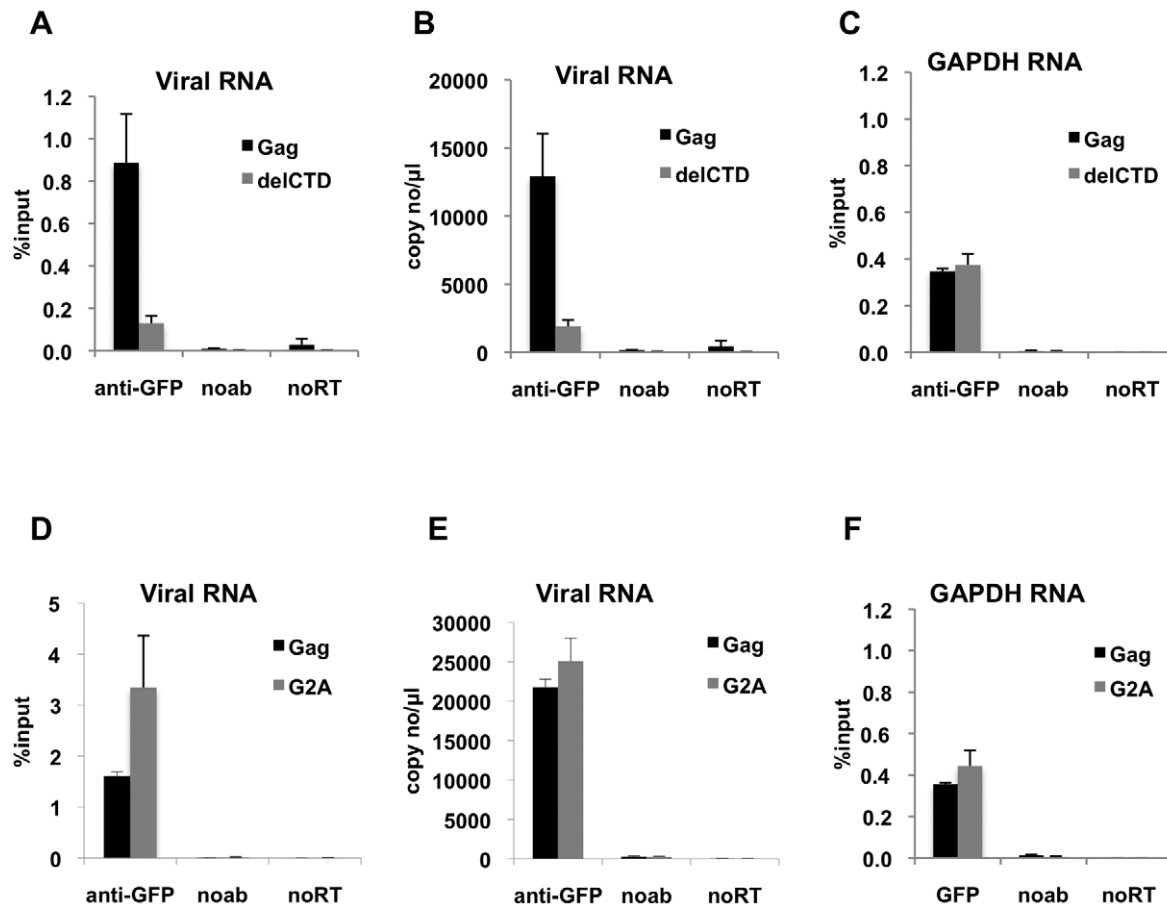 A
Viral RNA
1.2
1.0
0.8
0.6
0.4
0.2
0.0
%input
Gag
delCTD
anti-GFP noab noRT
B
Viral RNA
20000
15000
10000
5000
0
copy no/µl
Gag
delCTD
anti-GFP noab noRT
C
GAPDH RNA
1.2
1.0
0.8
0.6
0.4
0.2
0.0
%input
Gag
delCTD
anti-GFP noab noRT
D
Viral RNA
5
4
3
2
1
0
%input
Gag
G2A
anti-GFP noab noRT
E
Viral RNA
30000
25000
20000
15000
10000
5000
0
copy no/µl
Gag
G2A
anti-GFP noab noRT
F
GAPDH RNA
1.2
1.0
0.8
0.6
0.4
0.2
0.0
%input
Gag
G2A
GFP noab noRT